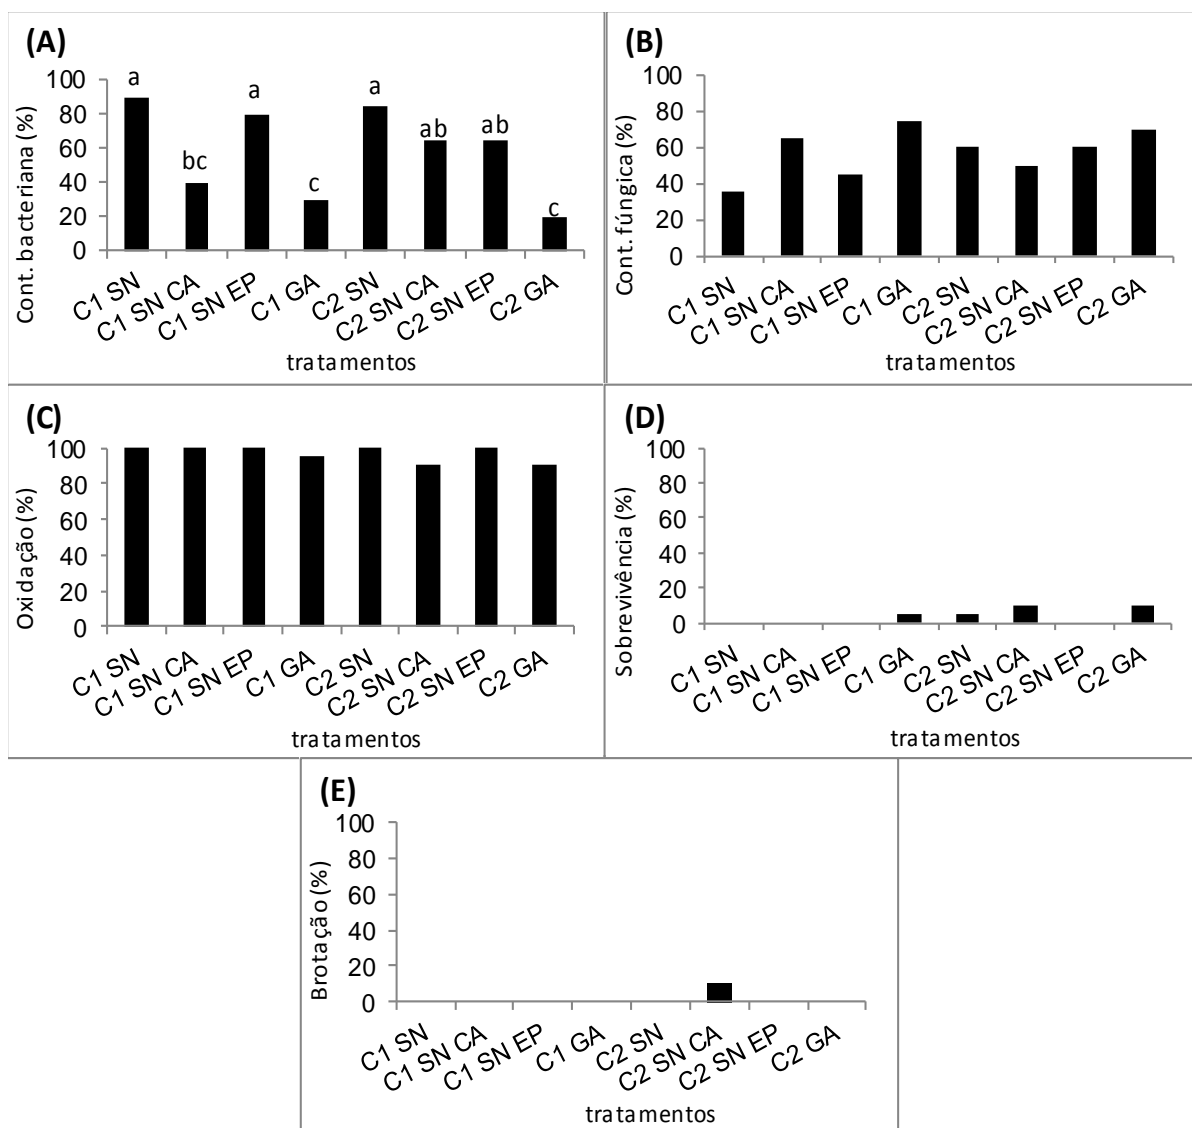 (A)
Cont. bacteriana (%)
100
80
60
40
20
0
a
bc
a
c
a
ab
ab
c
C1 SN
C1 SN CA
C1 SN EP
C1 GA
C2 SN
C2 SN CA
C2 SN EP
C2 GA
tratamentos
(B)
Cont. fúngica (%)
100
80
60
40
20
0
C1 SN
C1 SN CA
C1 SN EP
C1 GA
C2 SN
C2 SN CA
C2 SN EP
C2 GA
tratamentos
(C)
Oxidação (%)
100
80
60
40
20
0
C1 SN
C1 SN CA
C1 SN EP
C1 GA
C2 SN
C2 SN CA
C2 SN EP
C2 GA
tratamentos
(D)
Sobrevivência (%)
100
80
60
40
20
0
C1 SN
C1 SN CA
C1 SN EP
C1 GA
C2 SN
C2 SN CA
C2 SN EP
C2 GA
tratamentos
(E)
Brotação (%)
100
80
60
40
20
0
C1 SN
C1 SN CA
C1 SN EP
C1 GA
C2 SN
C2 SN CA
C2 SN EP
C2 GA
tratamentos